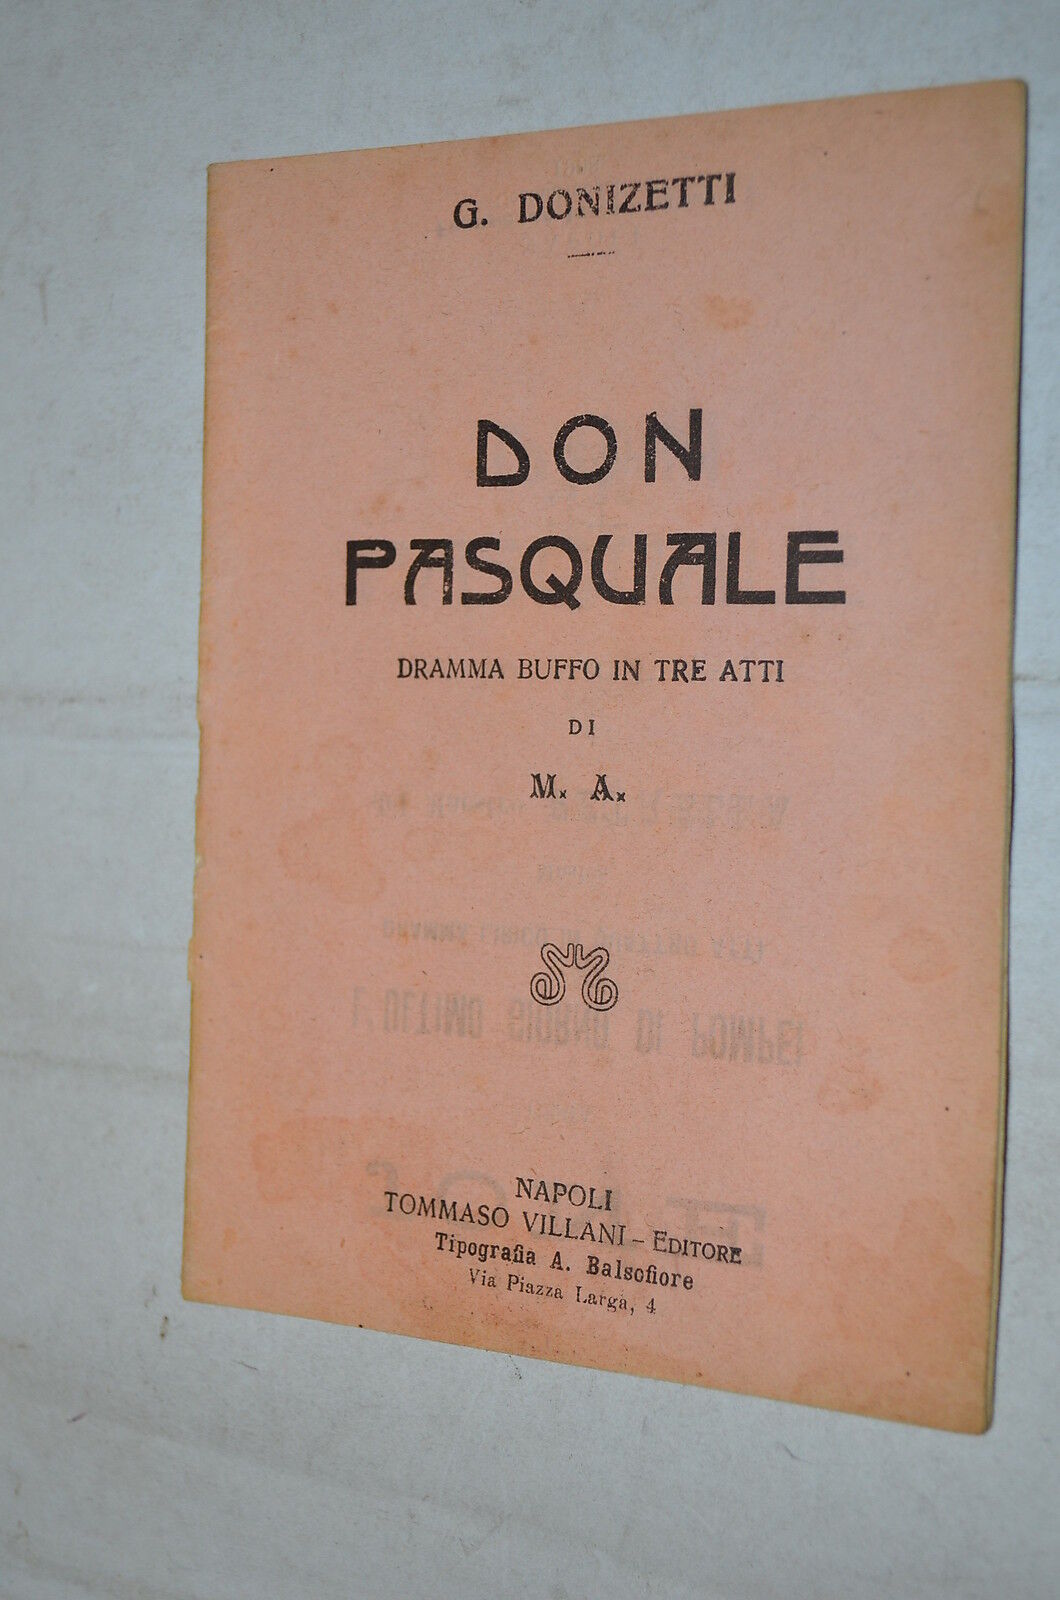 G. DONIZETTI
DON
PASQUALE
DRAMMA BUFFO IN TRE ATTI
DI
M. A.
NAPOLI
TOMMASO VILLANI - EDITORE
Tipografia A. Balsofiore
Via Piazza Larga, 4